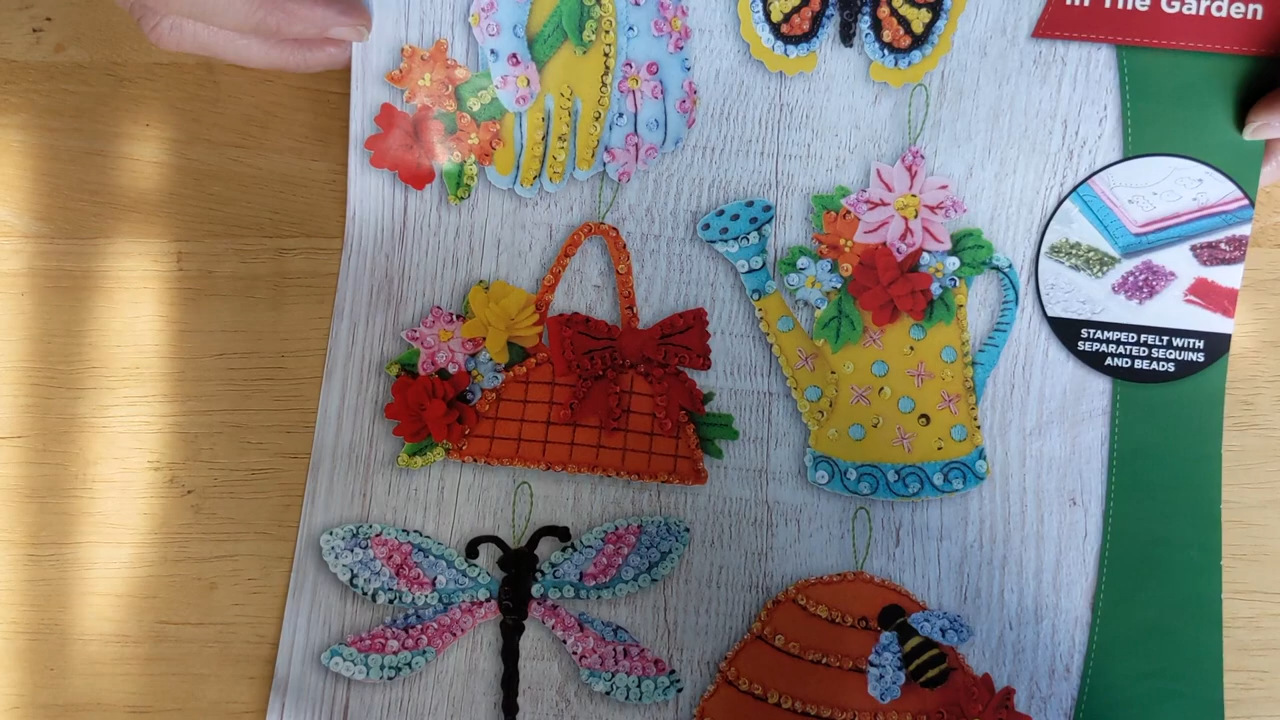 In The Garden
STAMPED FELT WITH
SEPARATED SEQUINS
AND BEADS